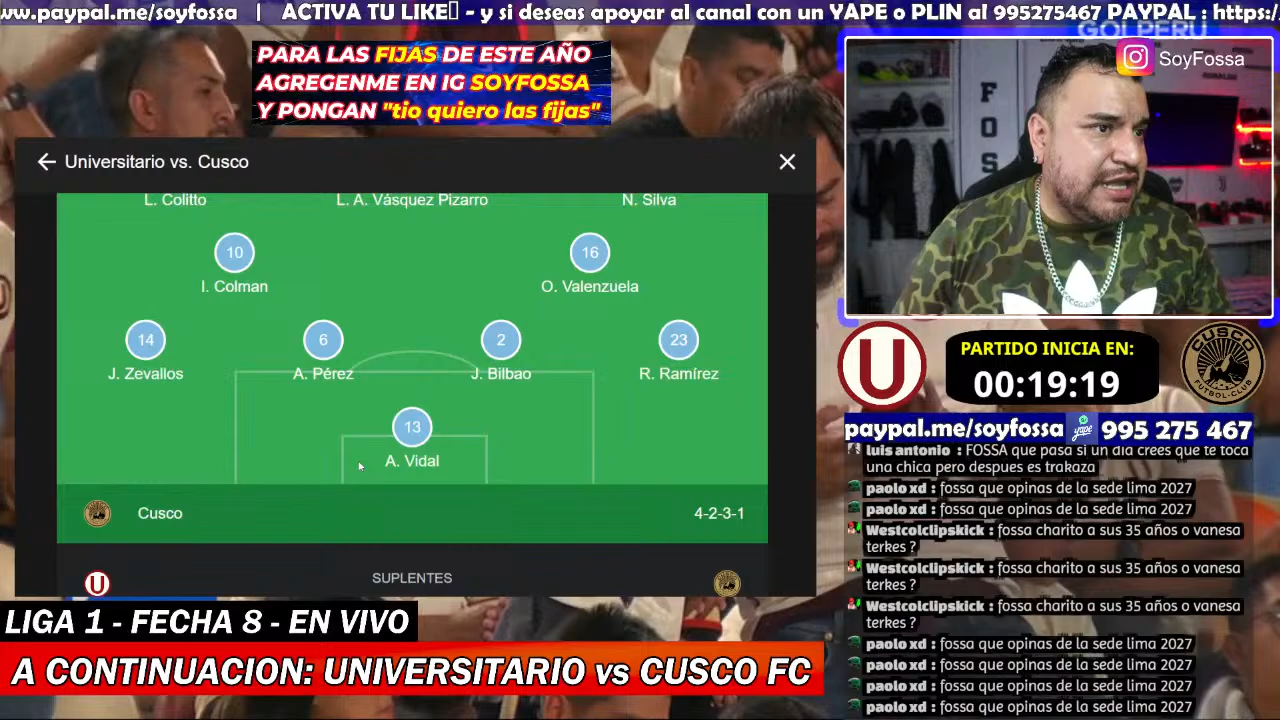 ww.paypal.me/soyfossa | ACTIVA TU LIKE - y si deseas apoyar al canal con un YAPE o PLIN al 995275467 PAYPAL : https:/
GOLPERU
PARA LAS FIJAS DE ESTE AÑO
AGREGENME EN IG SOYFOSSA
Y PONGAN "tio quiero las fijas"
SoyFossa
FOS
Universitario vs. Cusco
L. Colitto L. A. Vásquez Pizarro N. Silva
10 16
I. Colman O. Valenzuela
14 6 2 23
J. Zevallos A. Pérez J. Bilbao R. Ramírez
13
A. Vidal
Cusco 4-2-3-1
SUPLENTES
U
U
PARTIDO INICIA EN:
00:19:19
CUSCO
FUTBOL-CLUB
paypal.me/soyfossa yape 995 275 467
luis antonio : FOSSA que pasa si un dia crees que te toca
una chica pero despues es trakaza
paolo xd : fossa que opinas de la sede lima 2027
paolo xd : fossa que opinas de la sede lima 2027
Westcolclipskick : fossa charito a sus 35 años o vanesa
terkes ?
Westcolclipskick : fossa charito a sus 35 años o vanesa
terkes ?
Westcolclipskick : fossa charito a sus 35 años o vanesa
terkes ?
paolo xd : fossa que opinas de la sede lima 2027
paolo xd : fossa que opinas de la sede lima 2027
paolo xd : fossa que opinas de la sede lima 2027
paolo xd : fossa que opinas de la sede lima 2027
LIGA 1 - FECHA 8 - EN VIVO
A CONTINUACION: UNIVERSITARIO vs CUSCO FC